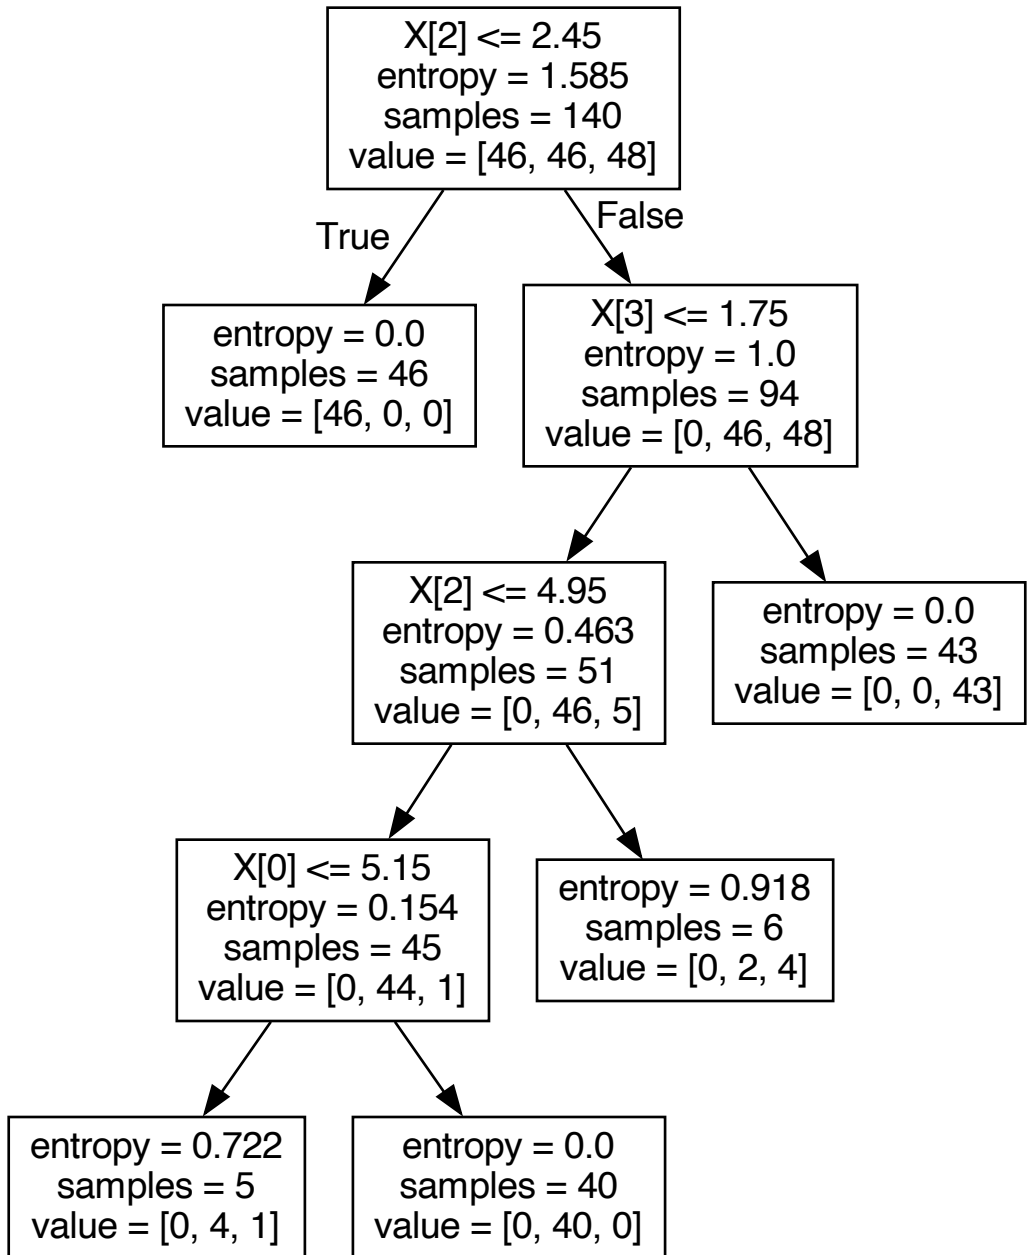 X[2] <= 2.45
entropy = 1.585
samples = 140
value = [46, 46, 48]
True
False
entropy = 0.0
samples = 46
value = [46, 0, 0]
X[3] <= 1.75
entropy = 1.0
samples = 94
value = [0, 46, 48]
X[2] <= 4.95
entropy = 0.463
samples = 51
value = [0, 46, 5]
entropy = 0.0
samples = 43
value = [0, 0, 43]
X[0] <= 5.15
entropy = 0.154
samples = 45
value = [0, 44, 1]
entropy = 0.918
samples = 6
value = [0, 2, 4]
entropy = 0.722
samples = 5
value = [0, 4, 1]
entropy = 0.0
samples = 40
value = [0, 40, 0]